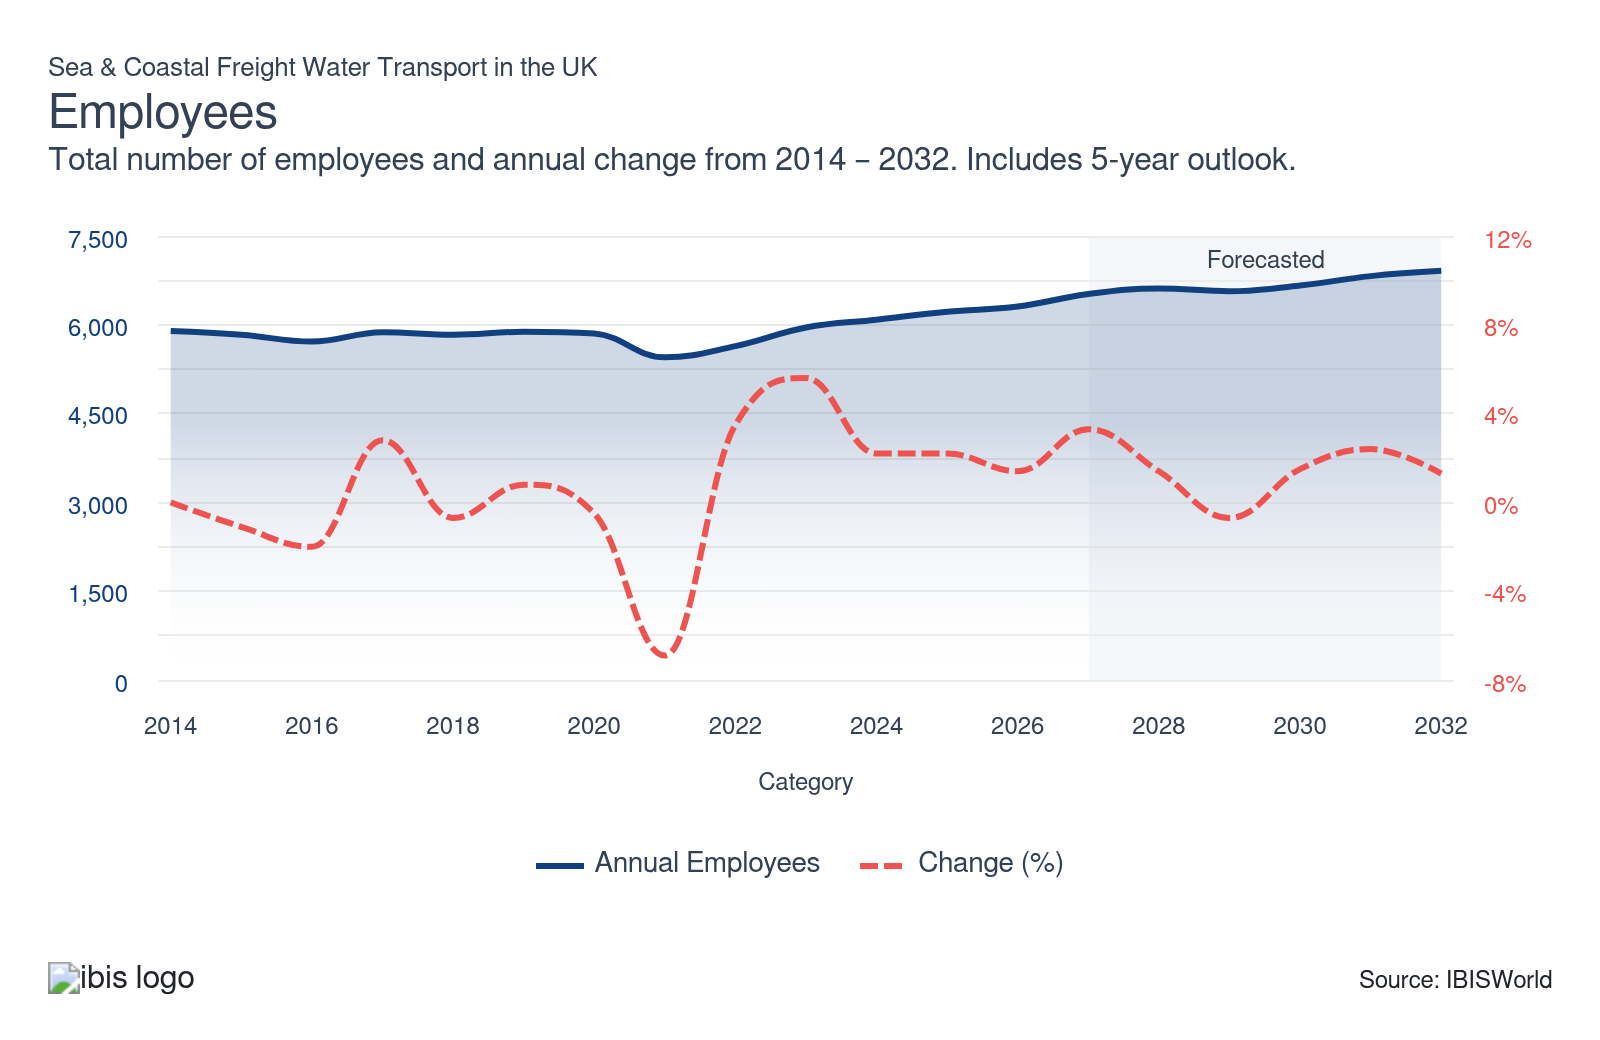 Sea & Coastal Freight Water Transport in the UK
Employees
Total number of employees and annual change from 2014 – 2032. Includes 5-year outlook.
7,500
12%
Forecasted
6,000
8%
4,500
4%
3,000
0%
1,500
-4%
0
-8%
2014 2016 2018 2020 2022 2024 2026 2028 2030 2032
Category
Annual Employees Change (%)
ibis logo
Source: IBISWorld